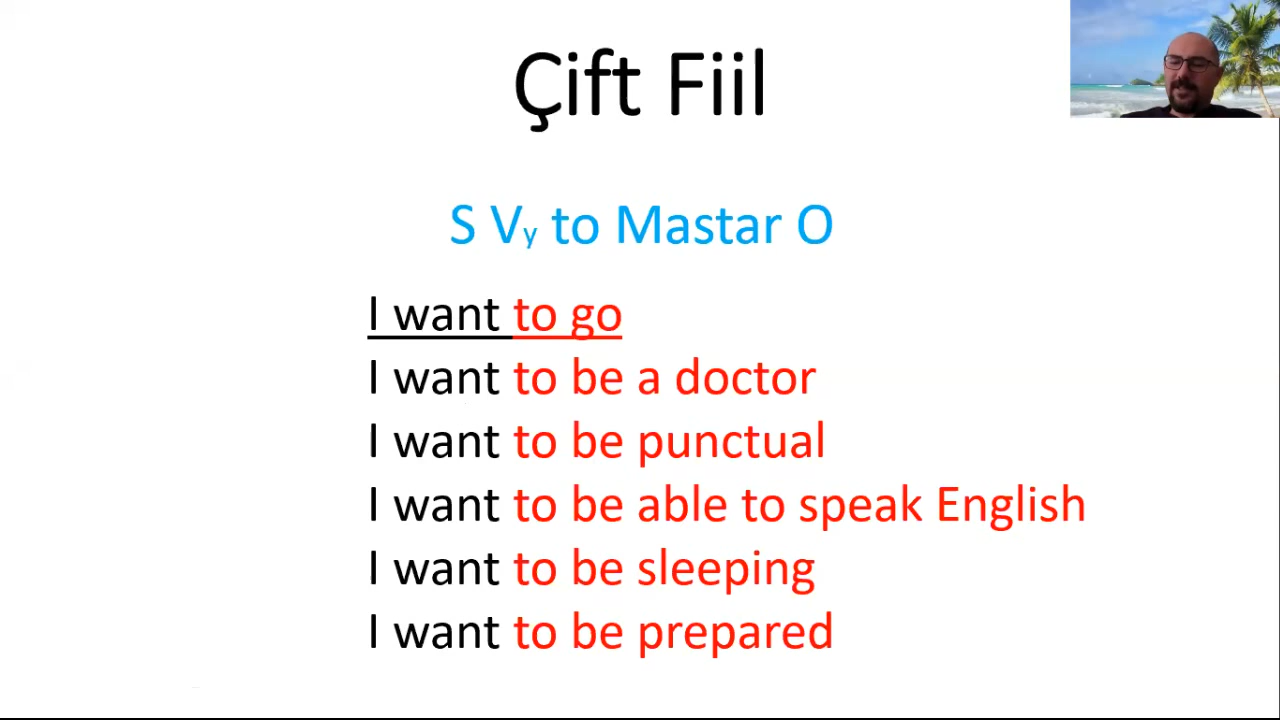 Çift Fiil
S Vy to Mastar O
I want to go
I want to be a doctor
I want to be punctual
I want to be able to speak English
I want to be sleeping
I want to be prepared